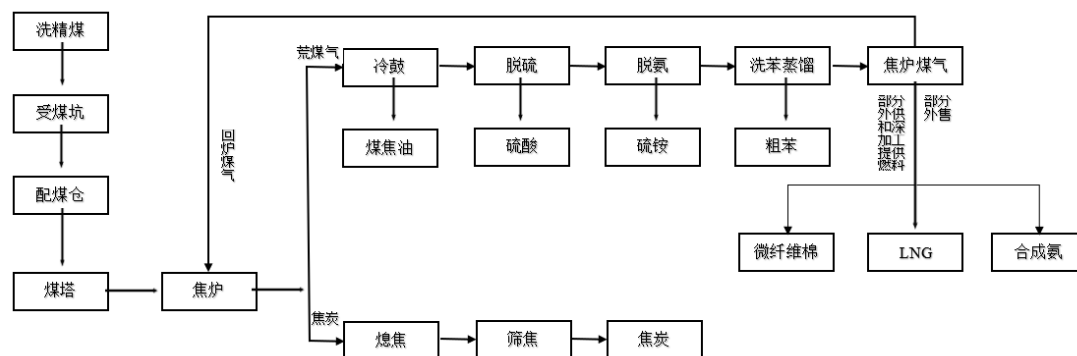 洗精煤
受煤坑
配煤仓
煤塔
焦炉
回炉煤气
荒煤气
冷鼓
脱硫
脱氨
洗苯蒸馏
焦炉煤气
煤焦油
硫酸
硫铵
粗苯
部分
外供
和深
加工
提供
燃料
部分
外售
微纤维棉
LNG
合成氨
焦炭
熄焦
筛焦
焦炭